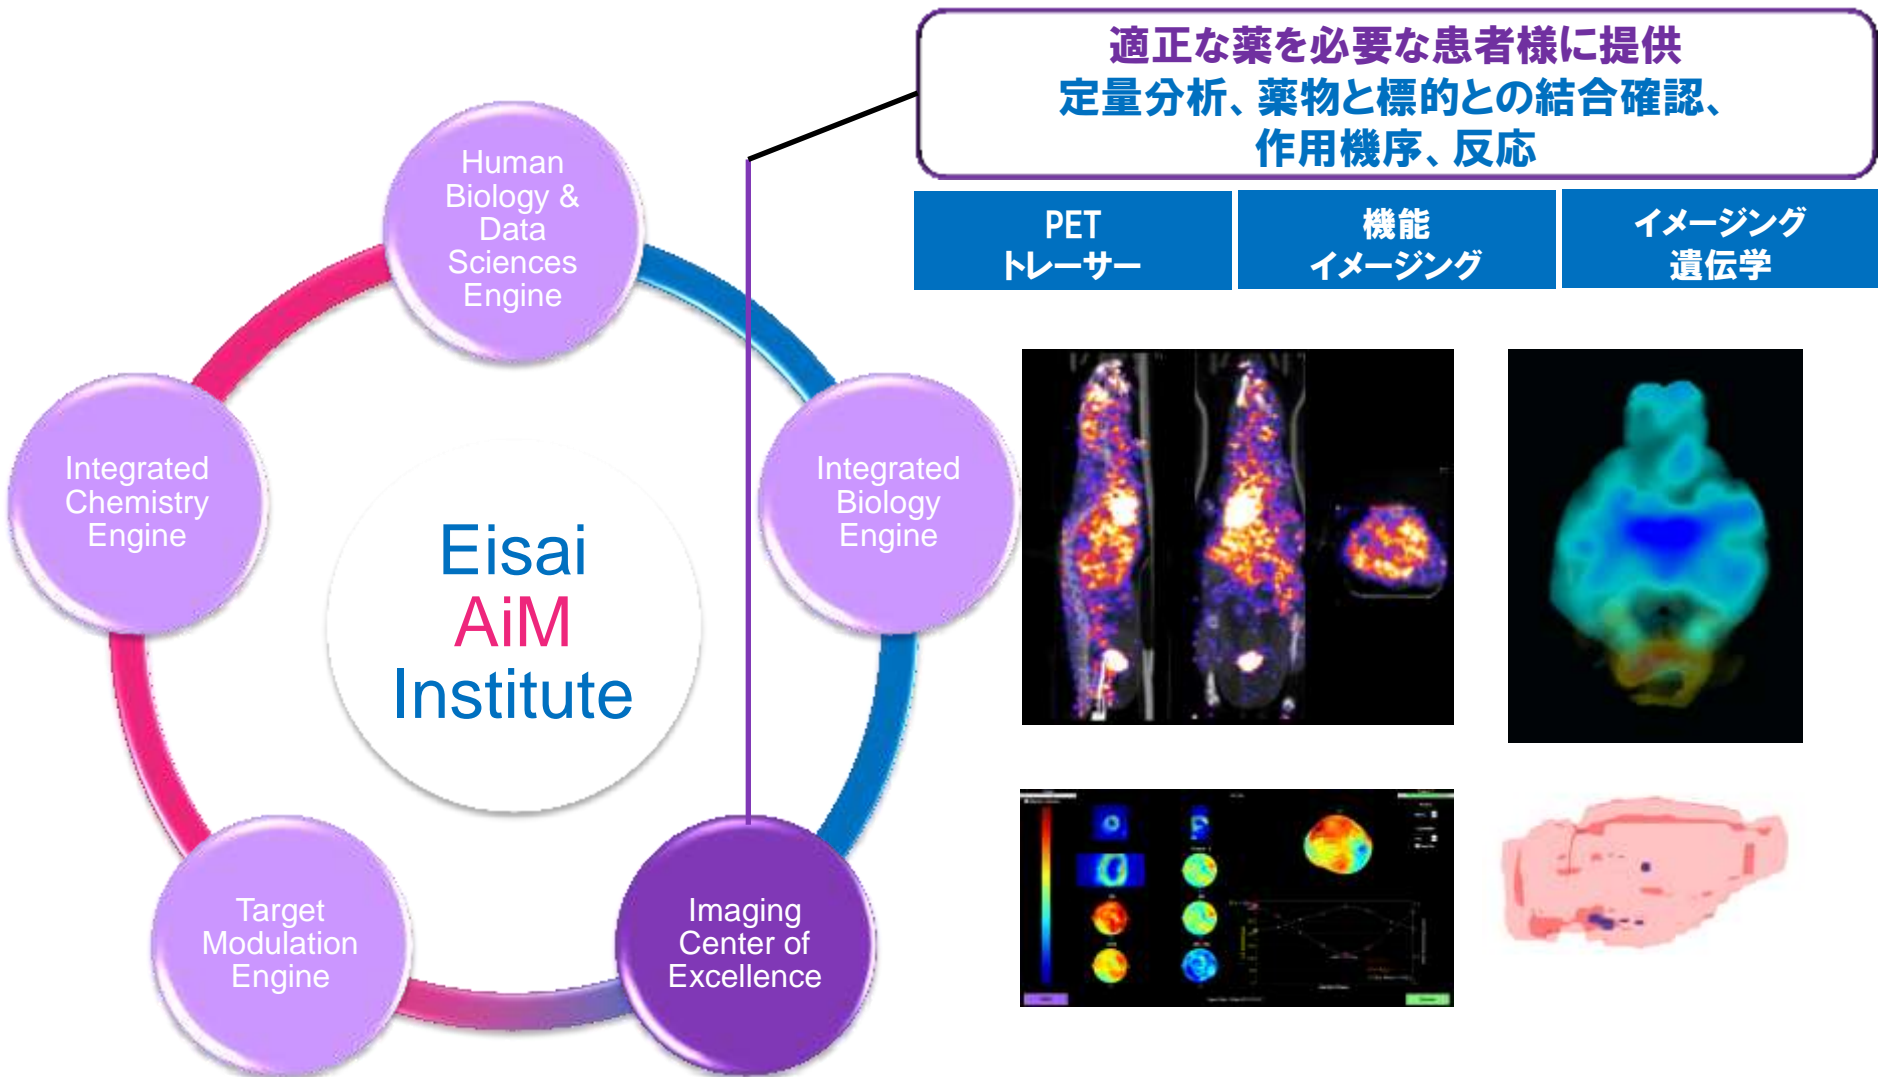 適正な薬を必要な患者様に提供
定量分析、薬物と標的との結合確認、
作用機序、反応
PET
トレーサー
機能
イメージング
イメージング
遺伝学
Human
Biology &
Data
Sciences
Engine
Integrated
Chemistry
Engine
Integrated
Biology
Engine
Eisai
AiM
Institute
Target
Modulation
Engine
Imaging
Center of
Excellence